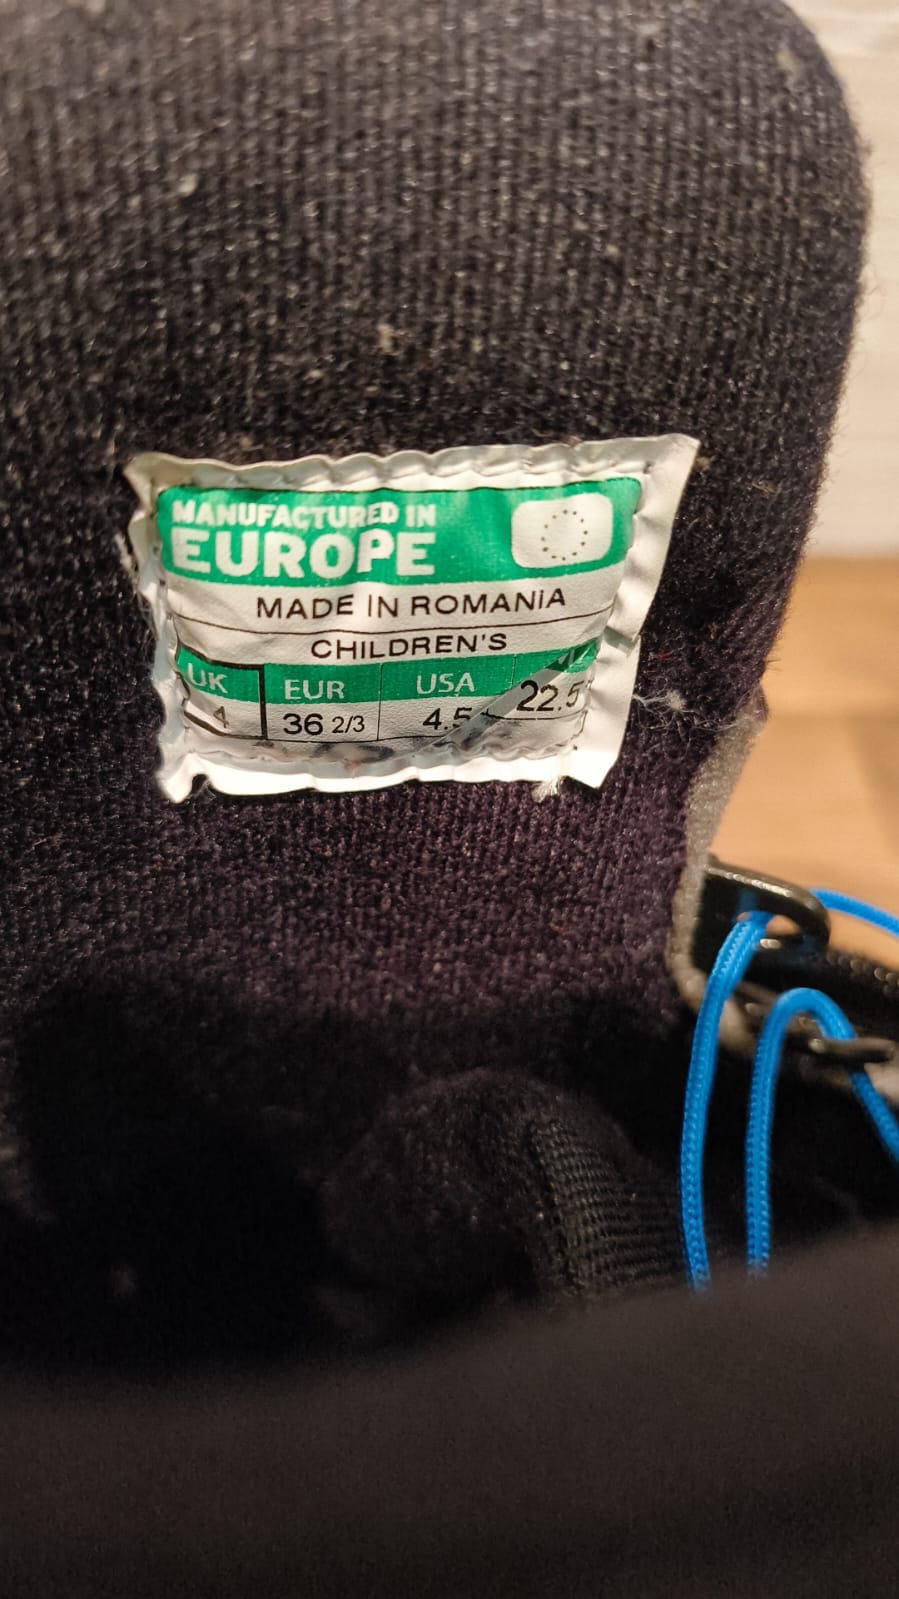 MANUFACTURED IN
EUROPE
MADE IN ROMANIA
CHILDREN'S
UK EUR USA
4 36 2/3 4.5 22.5